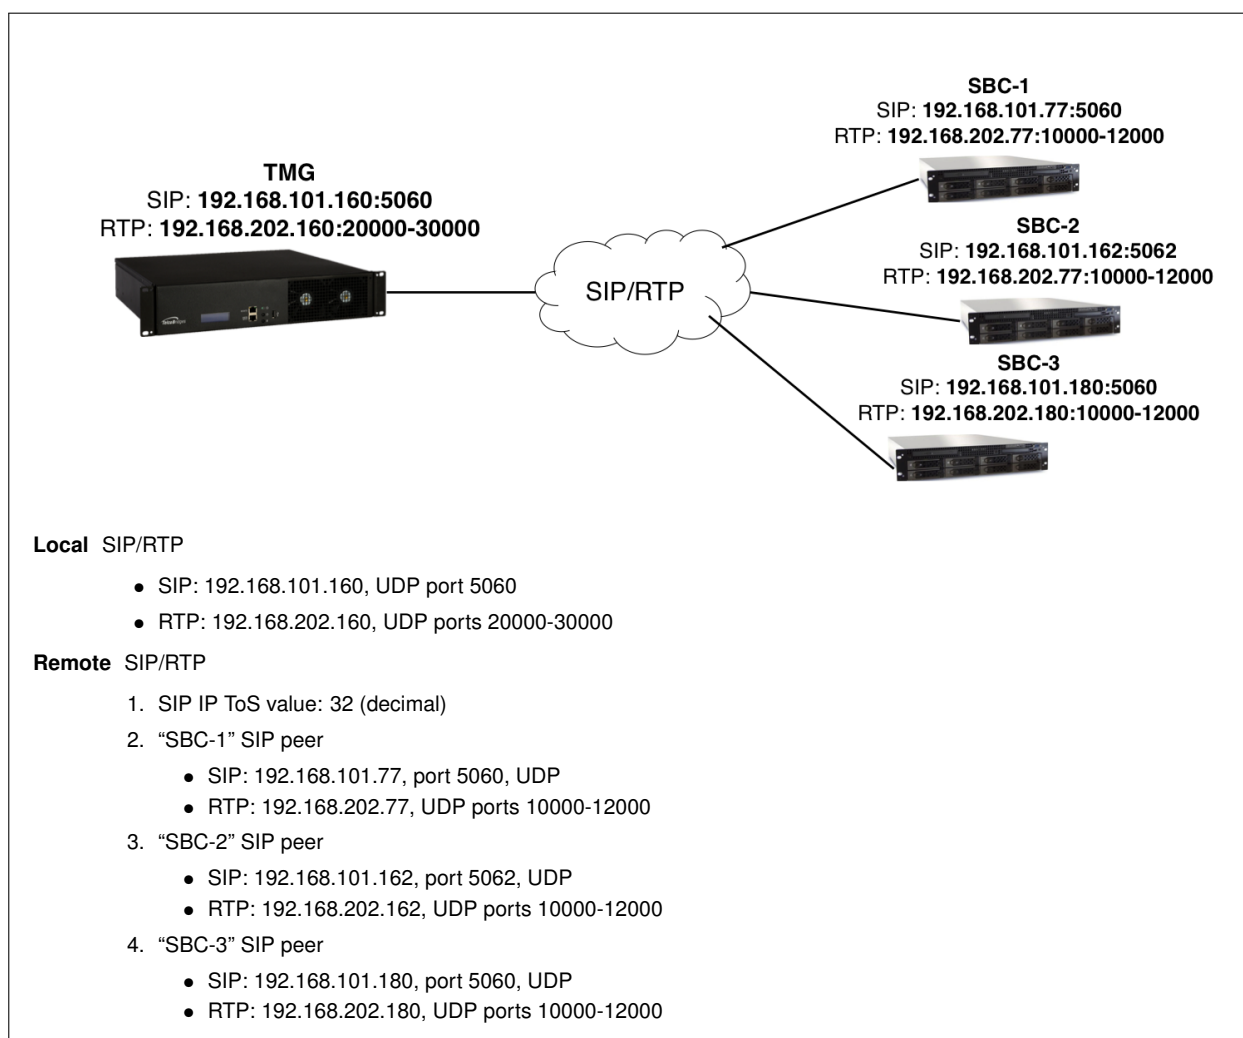 SBC-1
SIP: 192.168.101.77:5060
RTP: 192.168.202.77:10000-12000
TMG
SIP: 192.168.101.160:5060
RTP: 192.168.202.160:20000-30000
SBC-2
SIP: 192.168.101.162:5062
RTP: 192.168.202.77:10000-12000
SIP/RTP
SBC-3
SIP: 192.168.101.180:5060
RTP: 192.168.202.180:10000-12000
Local SIP/RTP
• SIP: 192.168.101.160, UDP port 5060
• RTP: 192.168.202.160, UDP ports 20000-30000
Remote SIP/RTP
1. SIP IP ToS value: 32 (decimal)
2. “SBC-1” SIP peer
• SIP: 192.168.101.77, port 5060, UDP
• RTP: 192.168.202.77, UDP ports 10000-12000
3. “SBC-2” SIP peer
• SIP: 192.168.101.162, port 5062, UDP
• RTP: 192.168.202.162, UDP ports 10000-12000
4. “SBC-3” SIP peer
• SIP: 192.168.101.180, port 5060, UDP
• RTP: 192.168.202.180, UDP ports 10000-12000